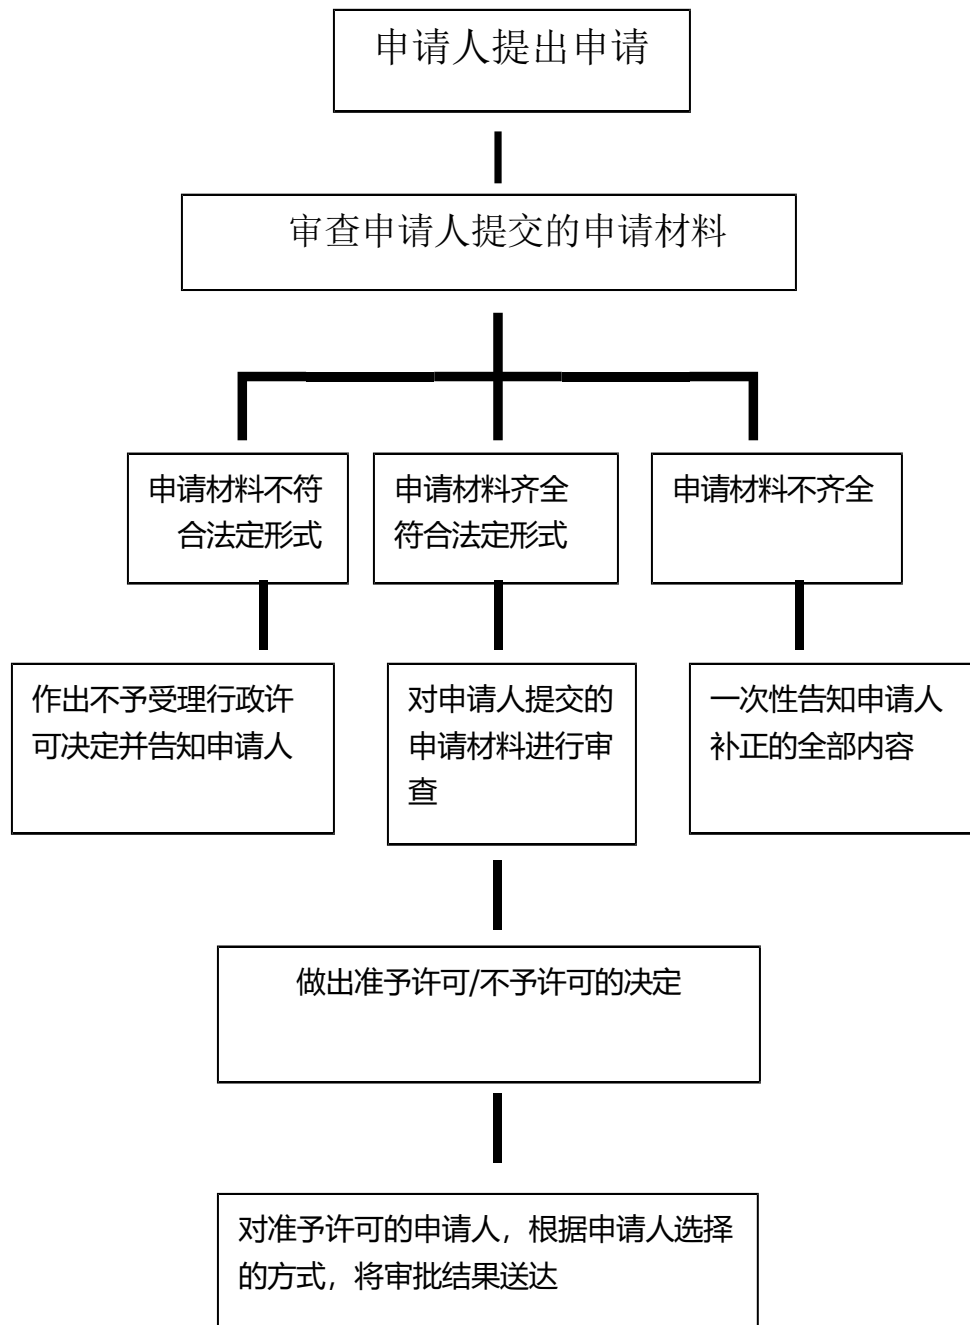 申请人提出申请
审查申请人提交的申请材料
申请材料不符
合法定形式
申请材料齐全
符合法定形式
申请材料不齐全
作出不予受理行政许
可决定并告知申请人
对申请人提交的
申请材料进行审
查
一次性告知申请人
补正的全部内容
做出准予许可/不予许可的决定
对准予许可的申请人，根据申请人选择
的方式，将审批结果送达